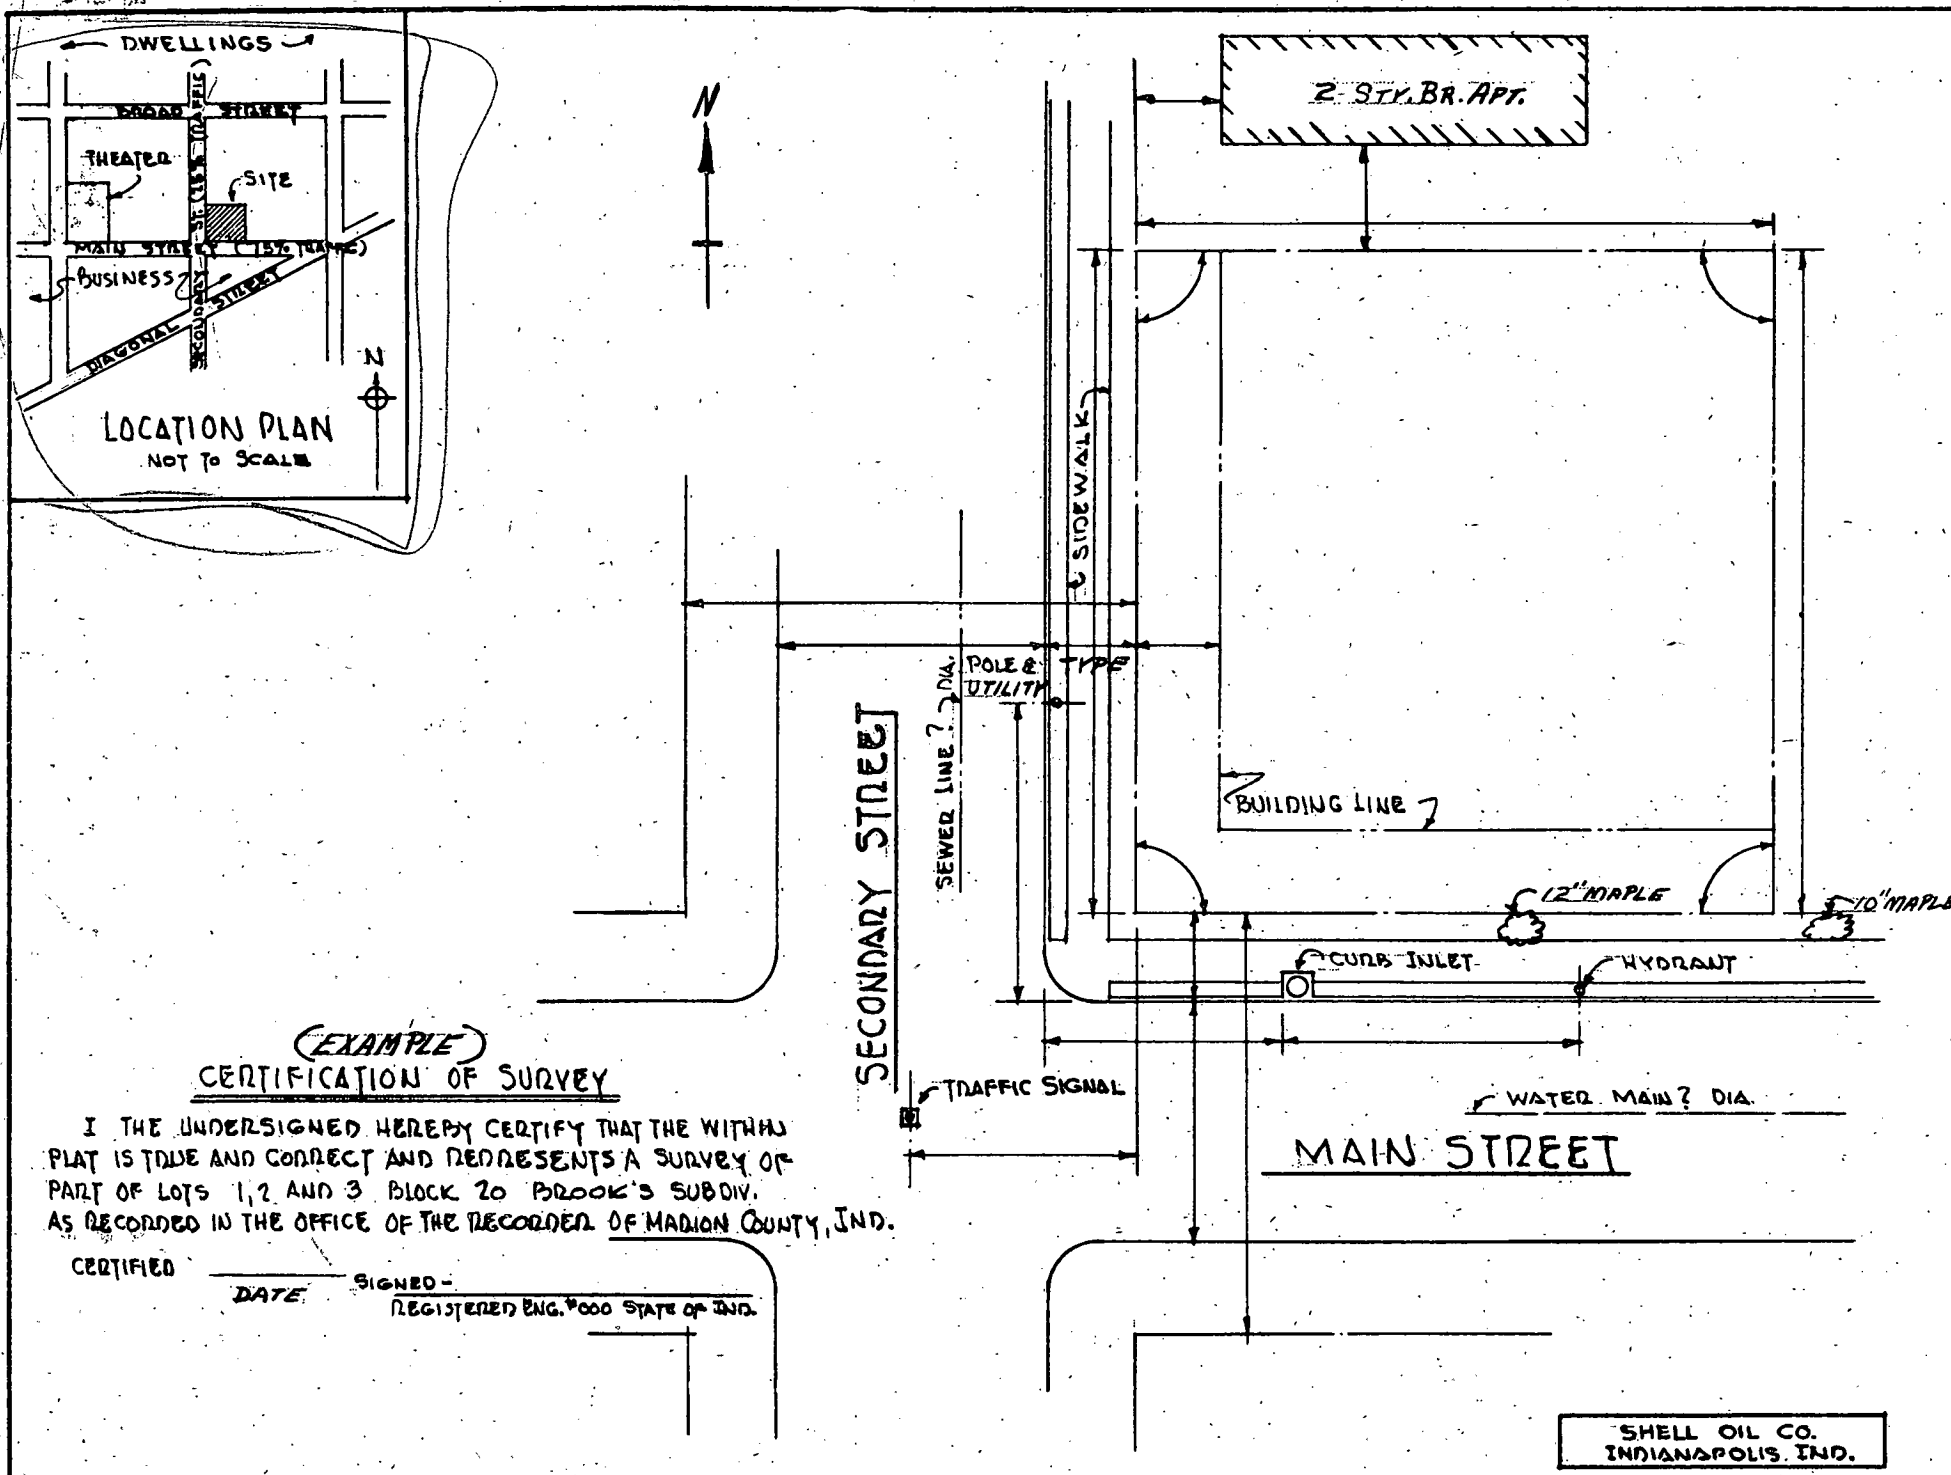 DWELLINGS
BROAD STREET
THEATER
SITE
SECONDARY ST. (25% TRAFFIC)
MAIN STREET (75% TRAFFIC)
BUSINESS
DIAGONAL STREET
N
LOCATION PLAN
NOT TO SCALE
N
2 STY. BR. APT.
SIDEWALK
POLE & TYPE
UTILITY
SEWER LINE ? DIA.
SECONDARY STREET
BUILDING LINE
12" MAPLE
10" MAPLE
CURB INLET
HYDRANT
TRAFFIC SIGNAL
WATER MAIN? DIA.
MAIN STREET
(EXAMPLE)
CERTIFICATION OF SURVEY
I THE UNDERSIGNED HEREBY CERTIFY THAT THE WITHIN
PLAT IS TRUE AND CORRECT AND REPRESENTS A SURVEY OF
PART OF LOTS 1, 2 AND 3 BLOCK 20 BROOK'S SUBDIV.
AS RECORDED IN THE OFFICE OF THE RECORDER OF MARION COUNTY, IND.
CERTIFIED
DATE
SIGNED -
REGISTERED ENG. #000 STATE OF IND.
SHELL OIL CO.
INDIANAPOLIS. IND.